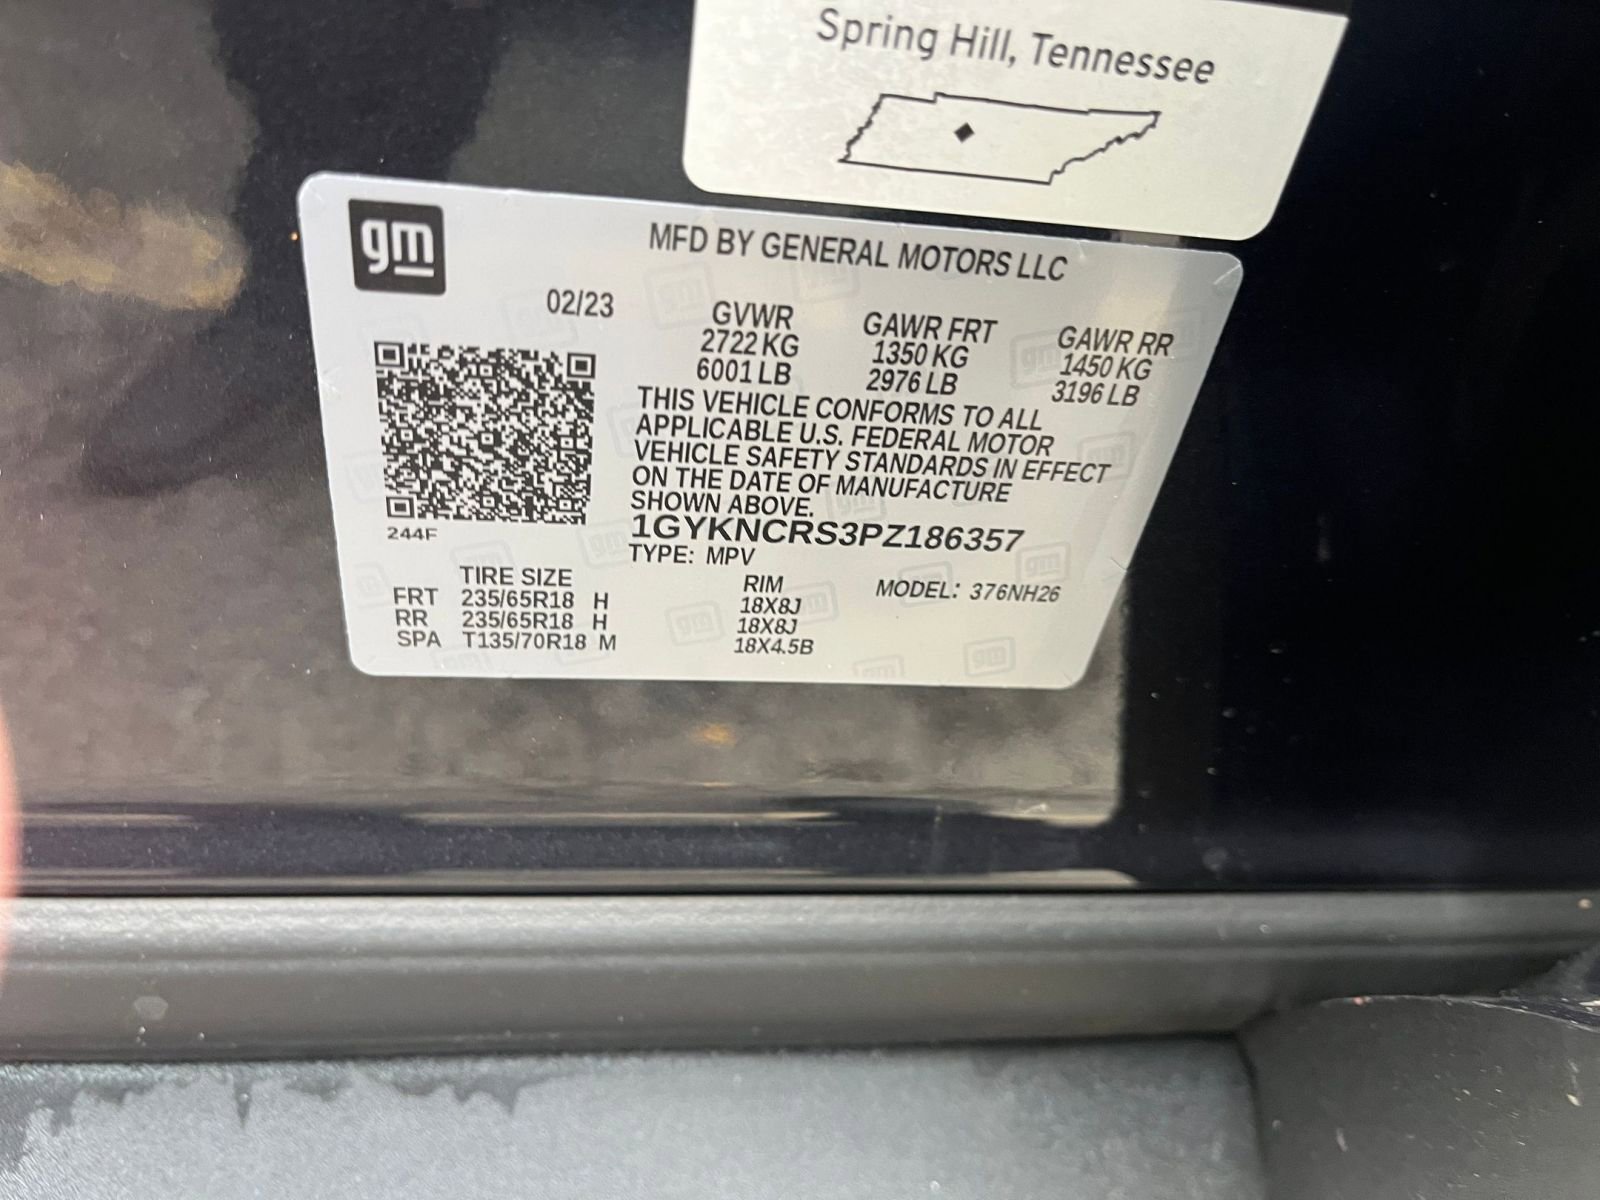 Spring Hill, Tennessee
gm
MFD BY GENERAL MOTORS LLC
02/23
GVWR GAWR FRT GAWR RR
2722 KG 1350 KG 1450 KG
6001 LB 2976 LB 3196 LB
THIS VEHICLE CONFORMS TO ALL
APPLICABLE U.S. FEDERAL MOTOR
VEHICLE SAFETY STANDARDS IN EFFECT
ON THE DATE OF MANUFACTURE
SHOWN ABOVE.
1GYKNCRS3PZ186357
TYPE: MPV
244F
TIRE SIZE RIM MODEL: 376NH26
FRT 235/65R18 H 18X8J
RR 235/65R18 H 18X8J
SPA T135/70R18 M 18X4.5B